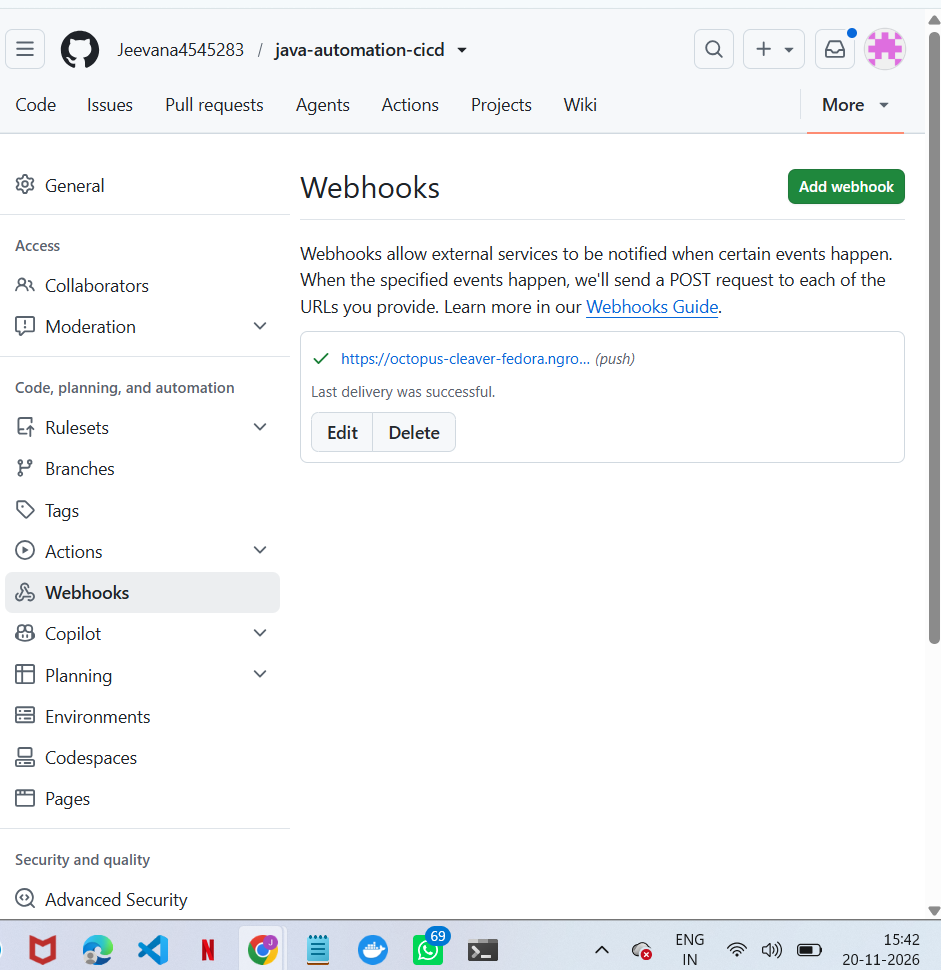 Jeevana4545283 / java-automation-cicd
Code Issues Pull requests Agents Actions Projects Wiki More
General
Access
Collaborators
Moderation
Code, planning, and automation
Rulesets
Branches
Tags
Actions
Webhooks
Copilot
Planning
Environments
Codespaces
Pages
Security and quality
Advanced Security
Webhooks
Add webhook
Webhooks allow external services to be notified when certain events happen.
When the specified events happen, we'll send a POST request to each of the
URLs you provide. Learn more in our Webhooks Guide.
https://octopus-cleaver-fedora.ngro... (push)
Last delivery was successful.
Edit Delete
69
ENG
IN
15:42
20-11-2026